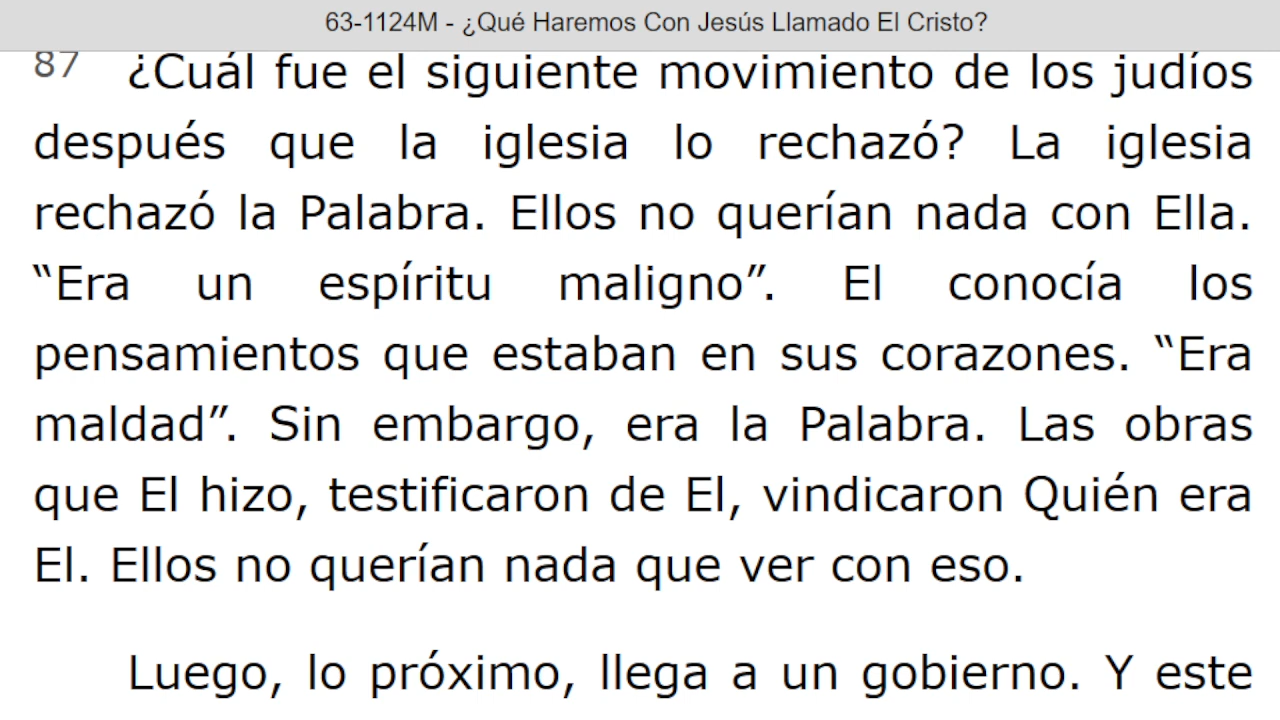 63-1124M - ¿Qué Haremos Con Jesús Llamado El Cristo?
87 ¿Cuál fue el siguiente movimiento de los judíos
después que la iglesia lo rechazó? La iglesia
rechazó la Palabra. Ellos no querían nada con Ella.
“Era un espíritu maligno”. El conocía los
pensamientos que estaban en sus corazones. “Era
maldad”. Sin embargo, era la Palabra. Las obras
que El hizo, testificaron de El, vindicaron Quién era
El. Ellos no querían nada que ver con eso.
Luego, lo próximo, llega a un gobierno. Y este